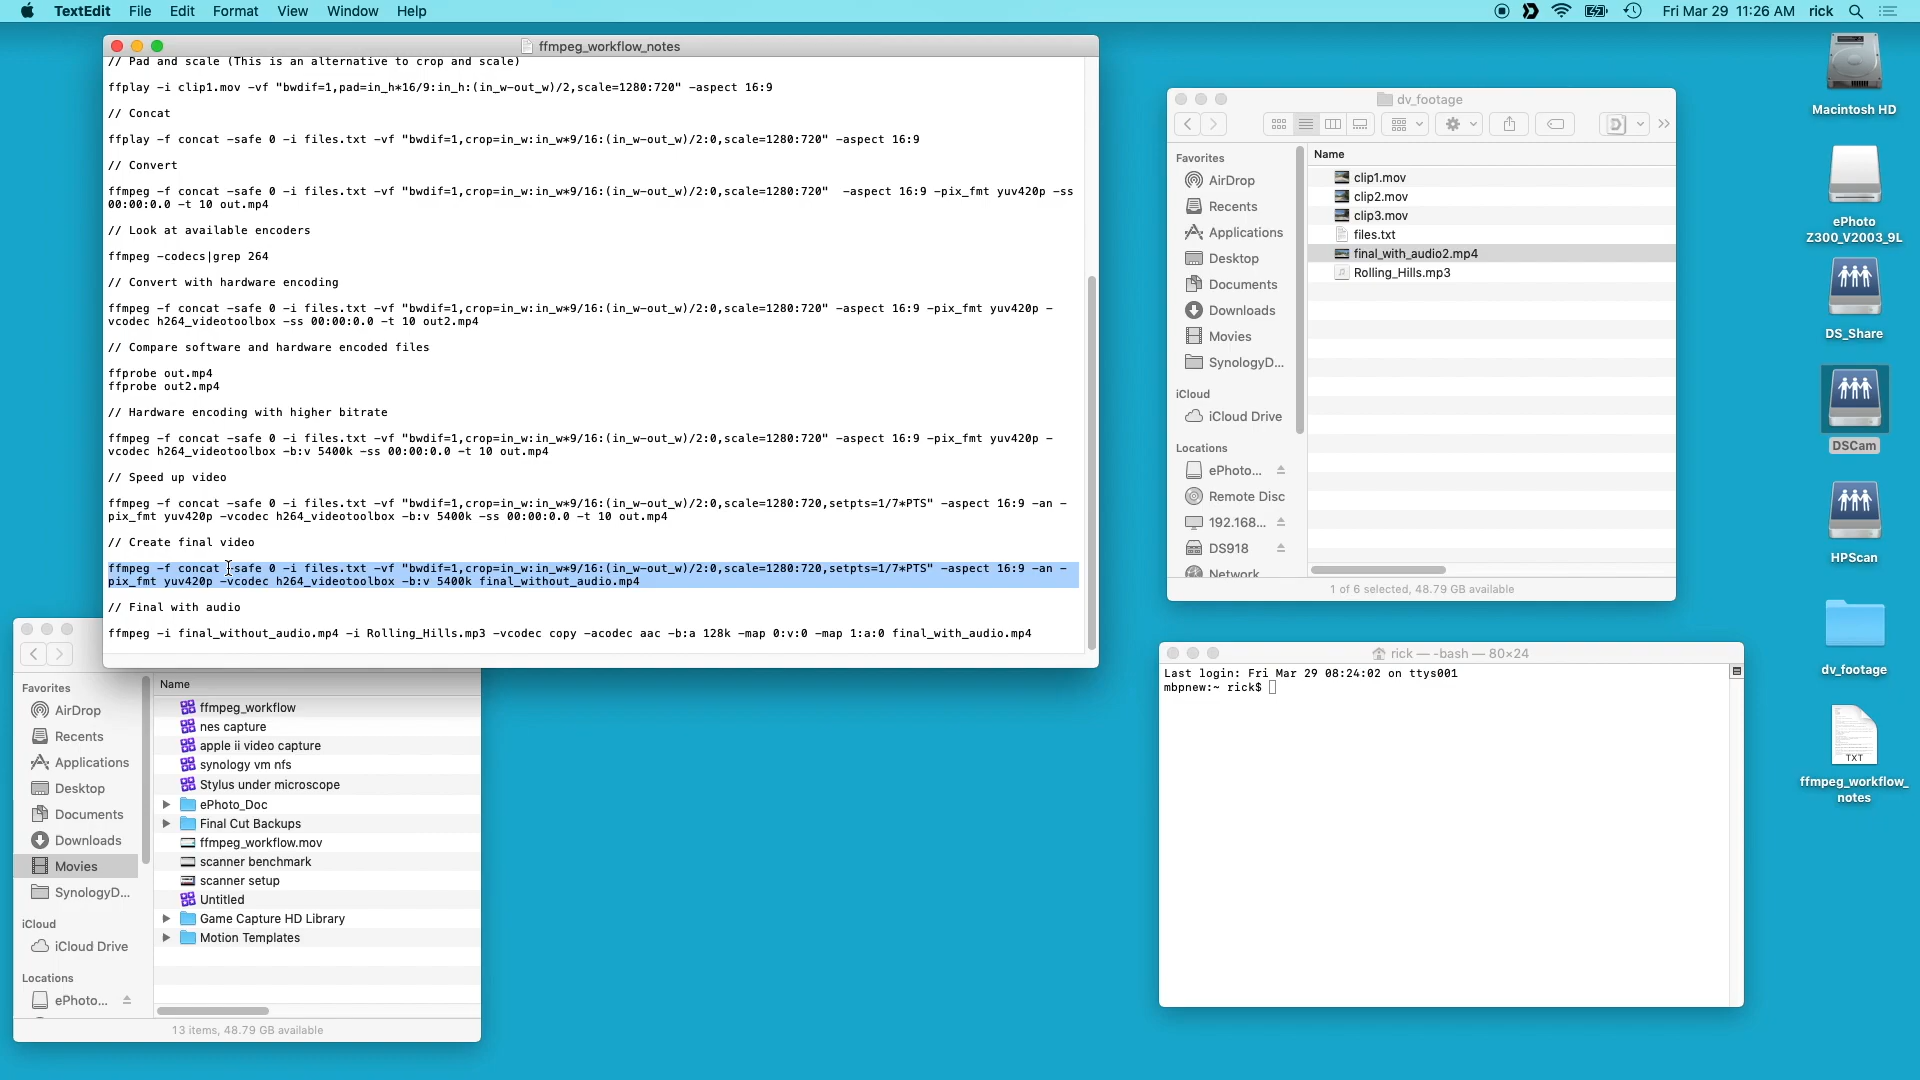 TextEdit File Edit Format View Window Help
Fri Mar 29 11:26 AM rick
ffmpeg_workflow_notes
// Pad and scale (This is an alternative to crop and scale)
ffplay -i clip1.mov -vf "bwdif=1,pad=in_h*16/9:in_h:(in_w-out_w)/2,scale=1280:720" -aspect 16:9
// Concat
ffplay -f concat -safe 0 -i files.txt -vf "bwdif=1,crop=in_w:in_w*9/16:(in_w-out_w)/2:0,scale=1280:720" -aspect 16:9
// Convert
ffmpeg -f concat -safe 0 -i files.txt -vf "bwdif=1,crop=in_w:in_w*9/16:(in_w-out_w)/2:0,scale=1280:720"  -aspect 16:9 -pix_fmt yuv420p -ss
00:00:0.0 -t 10 out.mp4
// Look at available encoders
ffmpeg -codecs|grep 264
// Convert with hardware encoding
ffmpeg -f concat -safe 0 -i files.txt -vf "bwdif=1,crop=in_w:in_w*9/16:(in_w-out_w)/2:0,scale=1280:720" -aspect 16:9 -pix_fmt yuv420p -
vcodec h264_videotoolbox -ss 00:00:0.0 -t 10 out2.mp4
// Compare software and hardware encoded files
ffprobe out.mp4
ffprobe out2.mp4
// Hardware encoding with higher bitrate
ffmpeg -f concat -safe 0 -i files.txt -vf "bwdif=1,crop=in_w:in_w*9/16:(in_w-out_w)/2:0,scale=1280:720" -aspect 16:9 -pix_fmt yuv420p -
vcodec h264_videotoolbox -b:v 5400k -ss 00:00:0.0 -t 10 out.mp4
// Speed up video
ffmpeg -f concat -safe 0 -i files.txt -vf "bwdif=1,crop=in_w:in_w*9/16:(in_w-out_w)/2:0,scale=1280:720,setpts=1/7*PTS" -aspect 16:9 -an -
pix_fmt yuv420p -vcodec h264_videotoolbox -b:v 5400k -ss 00:00:0.0 -t 10 out.mp4
// Create final video
ffmpeg -f concat -safe 0 -i files.txt -vf "bwdif=1,crop=in_w:in_w*9/16:(in_w-out_w)/2:0,scale=1280:720,setpts=1/7*PTS" -aspect 16:9 -an -
pix_fmt yuv420p -vcodec h264_videotoolbox -b:v 5400k final_without_audio.mp4
// Final with audio
ffmpeg -i final_without_audio.mp4 -i Rolling_Hills.mp3 -vcodec copy -acodec aac -b:a 128k -map 0:v:0 -map 1:a:0 final_with_audio.mp4
dv_footage
Favorites
AirDrop
Recents
Applications
Desktop
Documents
Downloads
Movies
SynologyD...
iCloud
iCloud Drive
Locations
ePhoto...
Remote Disc
192.168...
DS918
Network
Name
clip1.mov
clip2.mov
clip3.mov
files.txt
final_with_audio2.mp4
Rolling_Hills.mp3
1 of 6 selected, 48.79 GB available
Favorites
AirDrop
Recents
Applications
Desktop
Documents
Downloads
Movies
SynologyD...
iCloud
iCloud Drive
Locations
ePhoto...
Name
ffmpeg_workflow
nes capture
apple ii video capture
synology vm nfs
Stylus under microscope
ePhoto_Doc
Final Cut Backups
ffmpeg_workflow.mov
scanner benchmark
scanner setup
Untitled
Game Capture HD Library
Motion Templates
13 items, 48.79 GB available
rick — -bash — 80×24
Last login: Fri Mar 29 08:24:02 on ttys001
mbpnew:~ rick$
Macintosh HD
ePhoto
Z300_V2003_9L
DS_Share
DSCam
HPScan
dv_footage
TXT
ffmpeg_workflow_
notes